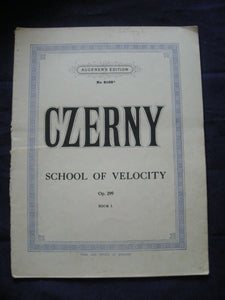 AUGENER'S EDITION
CZERNY
SCHOOL OF VELOCITY
Op. 299
BOOK I.